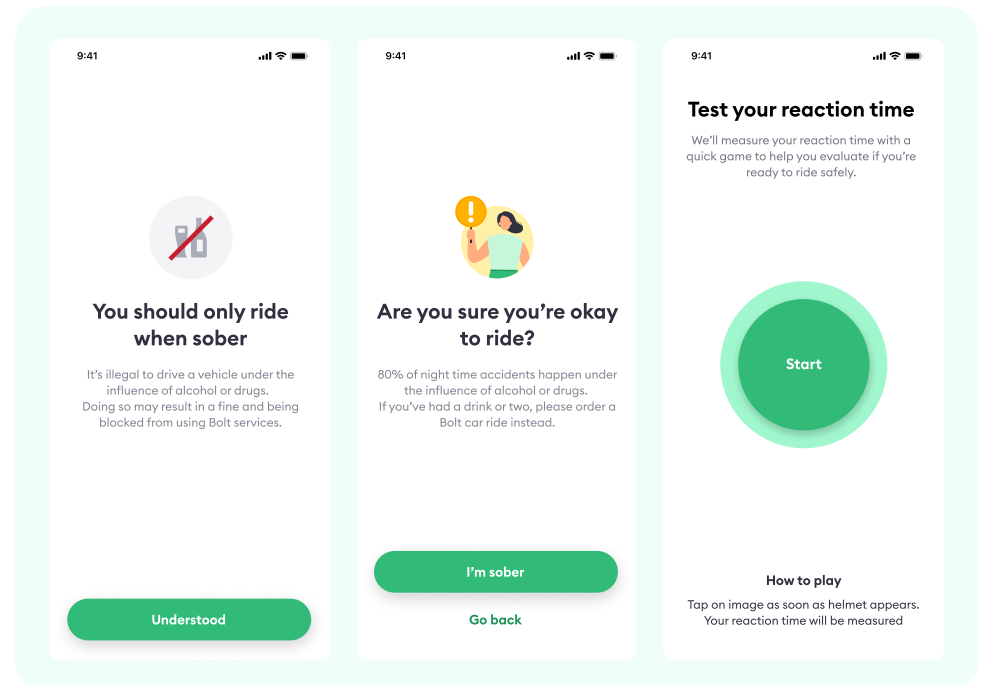 9:41
You should only ride
when sober
It's illegal to drive a vehicle under the
influence of alcohol or drugs.
Doing so may result in a fine and being
blocked from using Bolt services.
Understood
9:41
!
Are you sure you’re okay
to ride?
80% of night time accidents happen under
the influence of alcohol or drugs.
If you’ve had a drink or two, please order a
Bolt car ride instead.
I’m sober
Go back
9:41
Test your reaction time
We’ll measure your reaction time with a
quick game to help you evaluate if you’re
ready to ride safely.
Start
How to play
Tap on image as soon as helmet appears.
Your reaction time will be measured